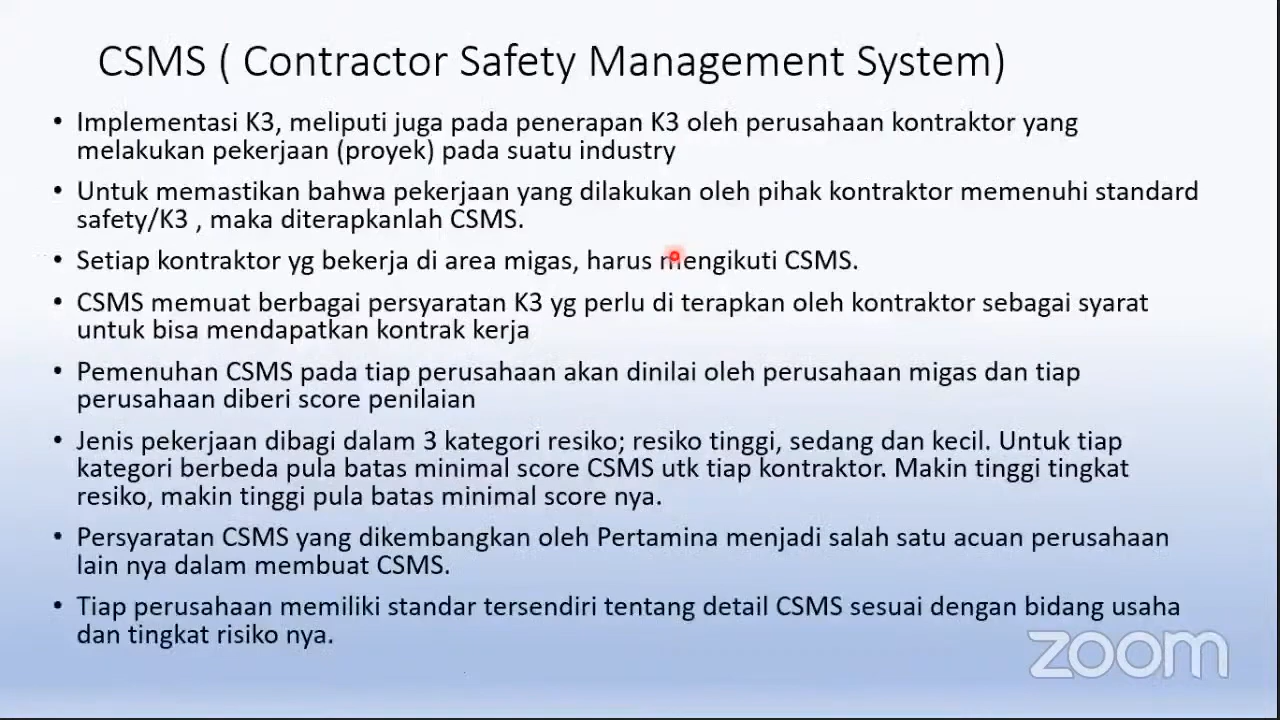 CSMS ( Contractor Safety Management System)
• Implementasi K3, meliputi juga pada penerapan K3 oleh perusahaan kontraktor yang
melakukan pekerjaan (proyek) pada suatu industry
• Untuk memastikan bahwa pekerjaan yang dilakukan oleh pihak kontraktor memenuhi standard
safety/K3 , maka diterapkanlah CSMS.
• Setiap kontraktor yg bekerja di area migas, harus mengikuti CSMS.
• CSMS memuat berbagai persyaratan K3 yg perlu di terapkan oleh kontraktor sebagai syarat
untuk bisa mendapatkan kontrak kerja
• Pemenuhan CSMS pada tiap perusahaan akan dinilai oleh perusahaan migas dan tiap
perusahaan diberi score penilaian
• Jenis pekerjaan dibagi dalam 3 kategori resiko; resiko tinggi, sedang dan kecil. Untuk tiap
kategori berbeda pula batas minimal score CSMS utk tiap kontraktor. Makin tinggi tingkat
resiko, makin tinggi pula batas minimal score nya.
• Persyaratan CSMS yang dikembangkan oleh Pertamina menjadi salah satu acuan perusahaan
lain nya dalam membuat CSMS.
• Tiap perusahaan memiliki standar tersendiri tentang detail CSMS sesuai dengan bidang usaha
dan tingkat risiko nya.
zoom